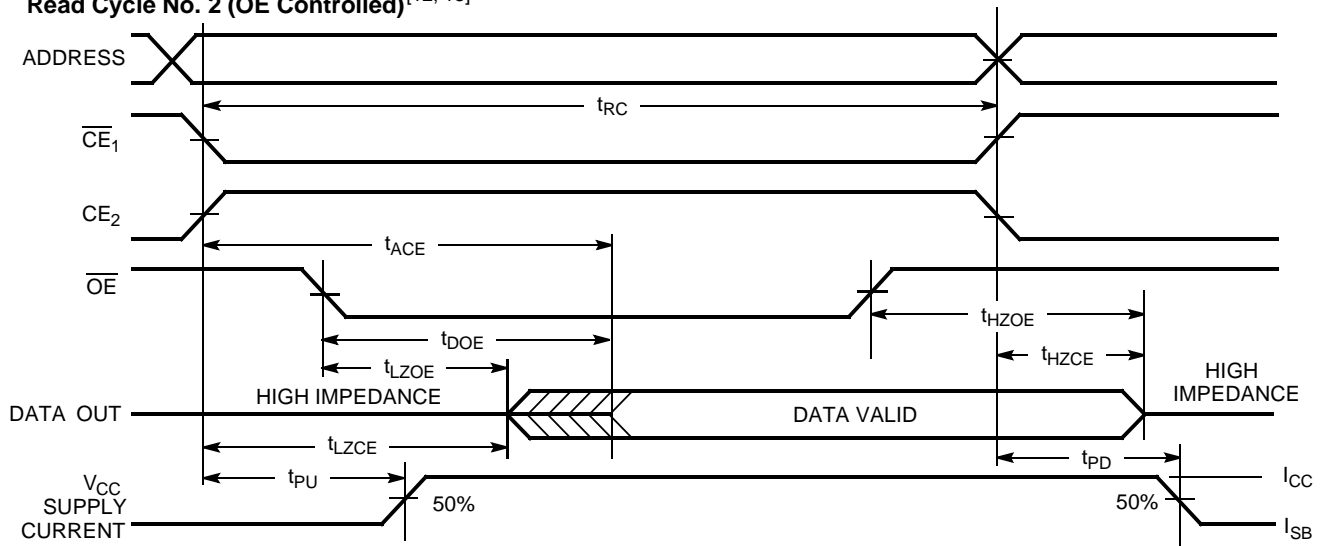 Read Cycle No. 2 (OE Controlled)
ADDRESS
tRC
CE1
CE2
tACE
OE
tHZOE
tDOE
tHZCE
tLZOE
HIGH IMPEDANCE
HIGH
IMPEDANCE
DATA OUT
DATA VALID
tLZCE
tPD
tPU
VCC
SUPPLY
CURRENT
50%
50%
ICC
ISB